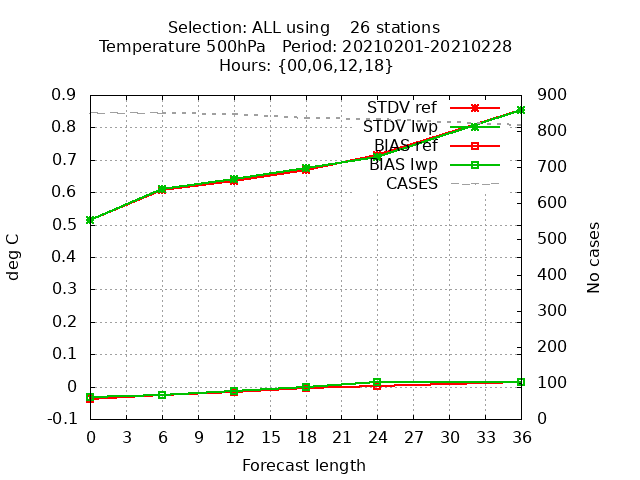 Selection: ALL using    26 stations
Temperature 500hPa   Period: 20210201-20210228
Hours: {00,06,12,18}
0.9
0.8
0.7
0.6
0.5
0.4
0.3
0.2
0.1
0
-0.1
deg C
STDV ref
STDV lwp
BIAS ref
BIAS lwp
CASES
900
800
700
600
500
400
300
200
100
0
No cases
0 3 6 9 12 15 18 21 24 27 30 33 36
Forecast length